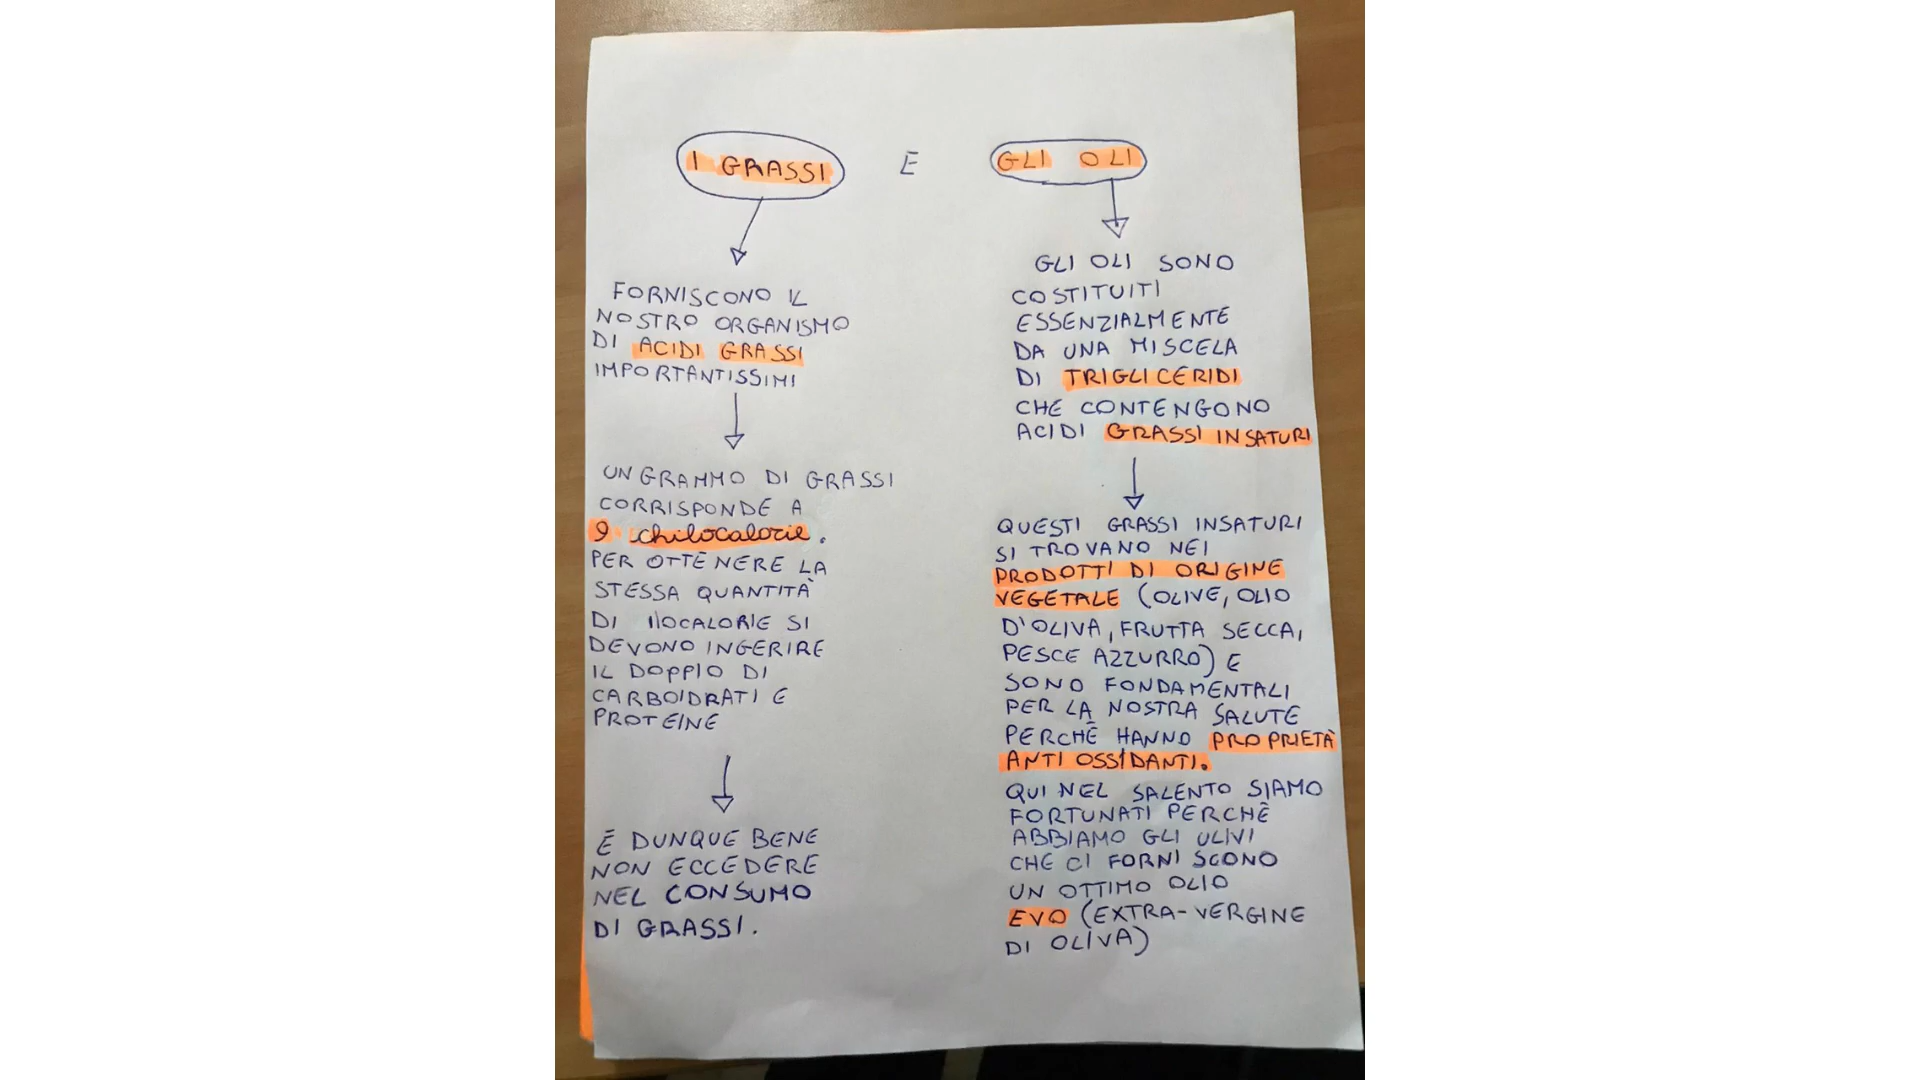 I GRASSI E GLI OLI
FORNISCONO IL
NOSTRO ORGANISMO
DI ACIDI GRASSI
IMPORTANTISSIMI
UN GRAMMO DI GRASSI
CORRISPONDE A
9 chilocalorie.
PER OTTENERE LA
STESSA QUANTITÀ
DI ILOCALORIE SI
DEVONO INGERIRE
IL DOPPIO DI
CARBOIDRATI E
PROTEINE
È DUNQUE BENE
NON ECCEDERE
NEL CONSUMO
DI GRASSI.
GLI OLI SONO
COSTITUITI
ESSENZIALMENTE
DA UNA MISCELA
DI TRIGLICERIDI
CHE CONTENGONO
ACIDI GRASSI INSATURI
QUESTI GRASSI INSATURI
SI TROVANO NEI
PRODOTTI DI ORIGINE
VEGETALE (OLIVE, OLIO
D'OLIVA, FRUTTA SECCA,
PESCE AZZURRO) E
SONO FONDAMENTALI
PER LA NOSTRA SALUTE
PERCHÈ HANNO PROPRIETÀ
ANTI OSSIDANTI.
QUI NEL SALENTO SIAMO
FORTUNATI PERCHÈ
ABBIAMO GLI ULIVI
CHE CI FORNISCONO
UN OTTIMO OLIO
EVO (EXTRA-VERGINE
DI OLIVA)